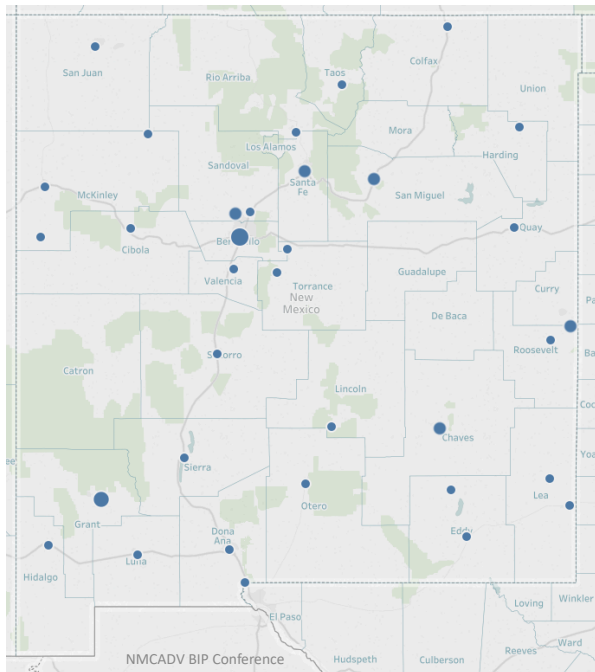 Colfax
San Juan
Rio Arriba
Taos
Union
Mora
Los Alamos
Harding
Sandoval
Santa
Fe
McKinley
San Miguel
Quay
Cibola
Guadalupe
Valencia
Torrance
Curry
New
Mexico
De Baca
Roosevelt
Catron
Lincoln
Chaves
Sierra
Lea
Otero
Grant
Dona
Ana
Eddy
Luna
Hidalgo
Loving
Winkler
El Paso
Ward
Reeves
NMCADV BIP Conference
Hudspeth
Culberson